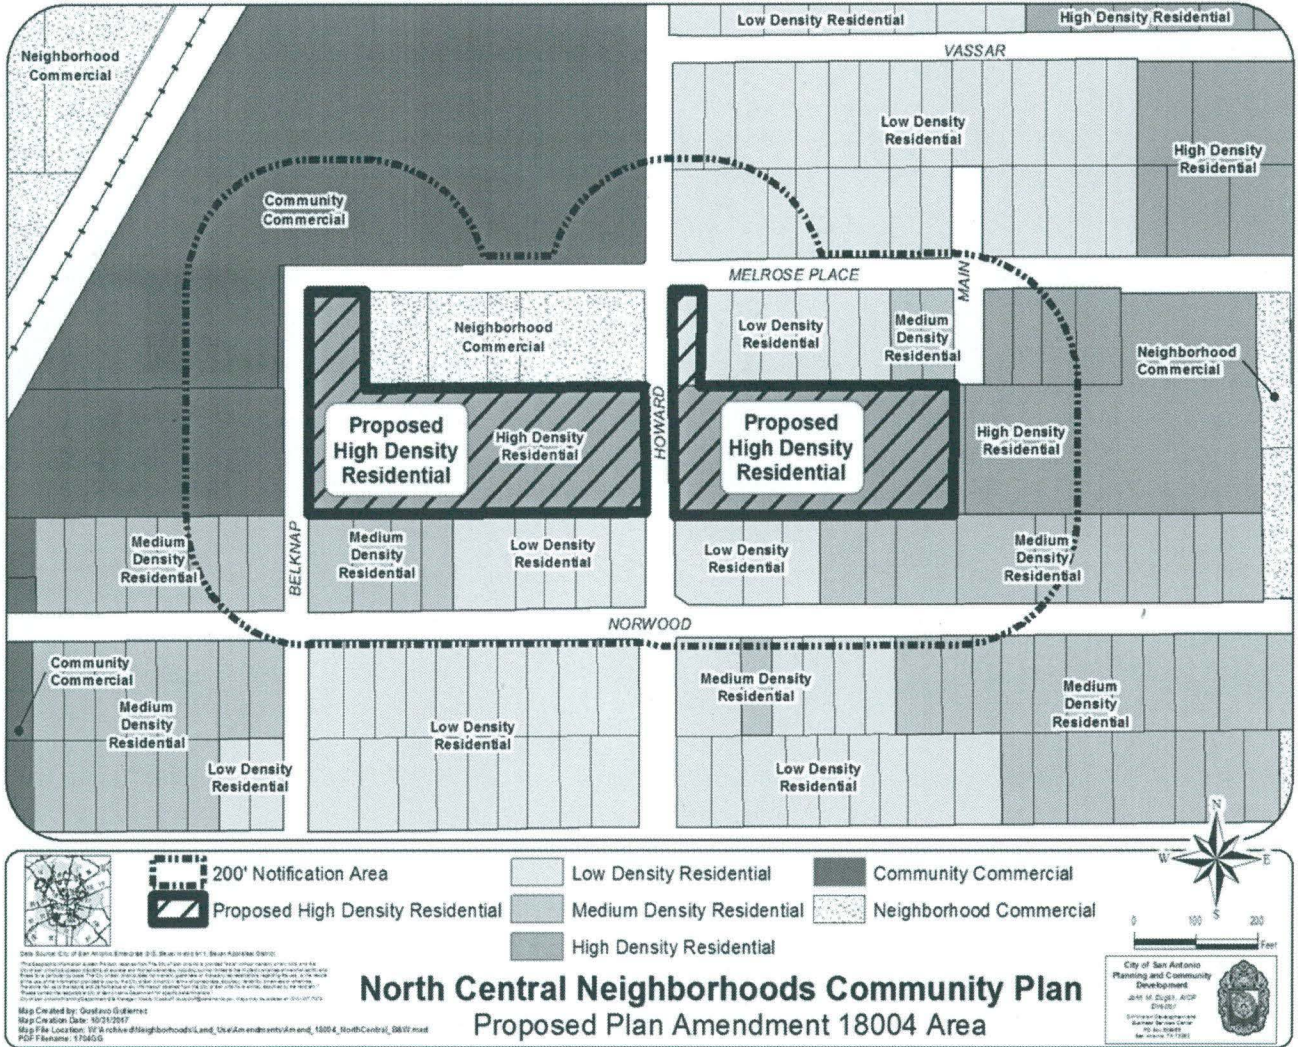 Low Density Residential
High Density Residential
VASSAR
Neighborhood
Commercial
Low Density
Residential
High Density
Residential
Community
Commercial
MELROSE PLACE
MAIN
Neighborhood
Commercial
Low Density
Residential
Medium
Density
Residential
Neighborhood
Commercial
HOWARD
Proposed
High Density
Residential
High Density
Residential
Proposed
High Density
Residential
High Density
Residential
BELKNAP
Medium
Density
Residential
Medium
Density
Residential
Low Density
Residential
Low Density
Residential
Medium
Density
Residential
NORWOOD
Community
Commercial
Medium
Density
Residential
Low Density
Residential
Low Density
Residential
Medium Density
Residential
Low Density
Residential
Medium
Density
Residential
N
W
E
S
200' Notification Area
Proposed High Density Residential
Low Density Residential
Medium Density Residential
High Density Residential
Community Commercial
Neighborhood Commercial
0 100 200
Feet
Map Created by: Gustavo Gutierrez
Map Creation Date: 10/31/2017
PDF Filename: 1704GG
North Central Neighborhoods Community Plan
Proposed Plan Amendment 18004 Area
City of San Antonio
Planning and Community
Development